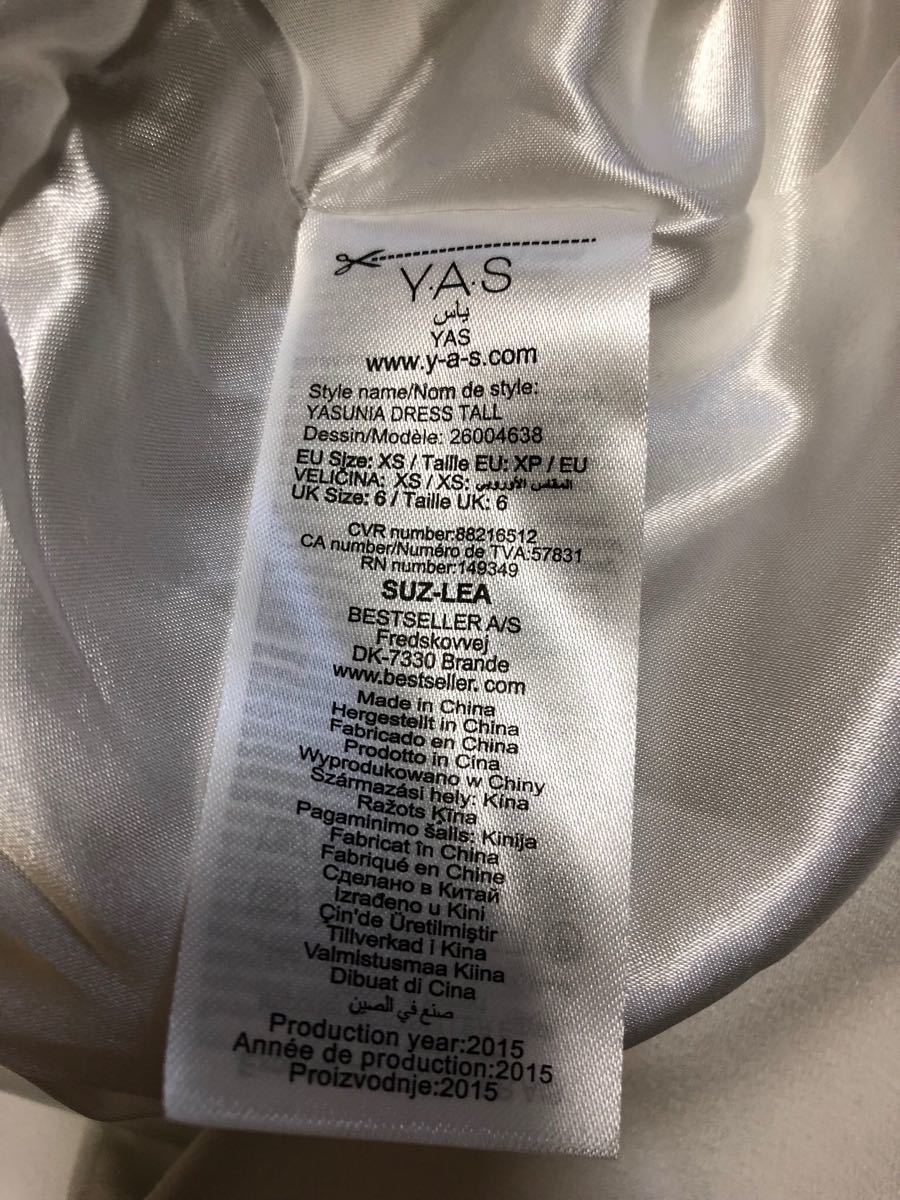 Y.A.S
ياس
YAS
www.y-a-s.com
Style name/Nom de style:
YASUNIA DRESS TALL
Dessin/Modèle: 26004638
EU Size: XS / Taille EU: XP / EU
VELIČINA: XS / XS: المقاس الأوروبي
UK Size: 6 / Taille UK: 6
CVR number:88216512
CA number/Numéro de TVA:57831
RN number:149349
SUZ-LEA
BESTSELLER A/S
Fredskovvej
DK-7330 Brande
www.bestseller. com
Made in China
Hergestellt in China
Fabricado en China
Prodotto in Cina
Wyprodukowano w Chiny
Származási hely: Kína
Ražots Ķīna
Pagaminimo šalis: Kinija
Fabricat în China
Fabriqué en Chine
Сделано в Китай
Izrađeno u Kini
Çin'de Üretilmiştir
Tillverkad i Kina
Valmistusmaa Kiina
Dibuat di Cina
صنع في الصين
Production year:2015
Année de production:2015
Proizvodnje:2015